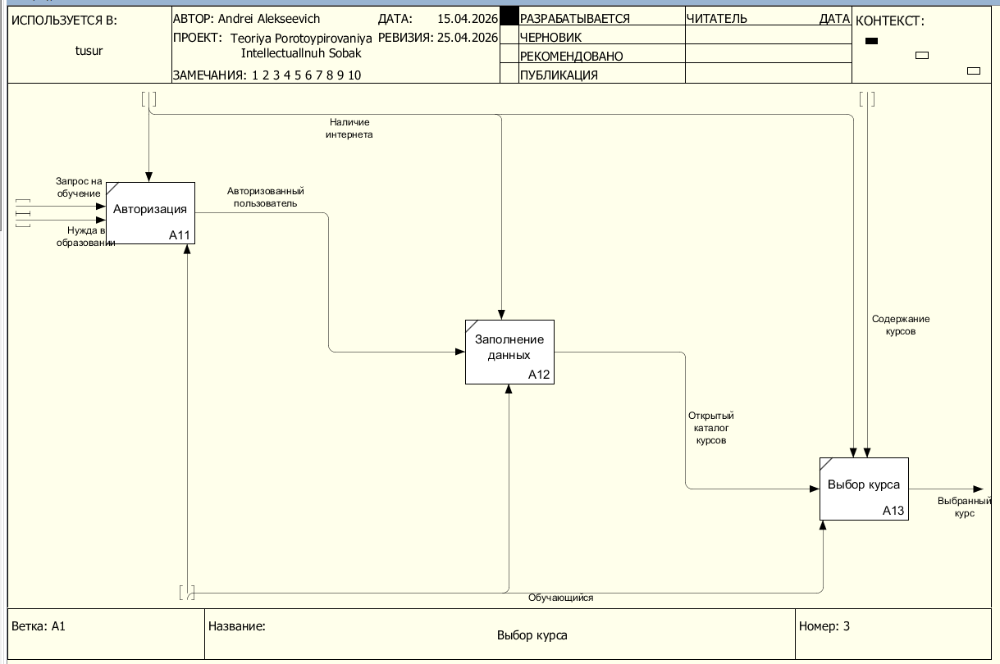 ИСПОЛЬЗУЕТСЯ В:
tusur
АВТОР: Andrei Alekseevich
ДАТА: 15.04.2026
ПРОЕКТ: Teoriya Porotoypirovaniya
Intellectuallnuh Sobak
РЕВИЗИЯ: 25.04.2026
ЗАМЕЧАНИЯ: 1 2 3 4 5 6 7 8 9 10
РАЗРАБАТЫВАЕТСЯ
ЧЕРНОВИК
РЕКОМЕНДОВАНО
ПУБЛИКАЦИЯ
ЧИТАТЕЛЬ ДАТА
КОНТЕКСТ:
Наличие
интернета
Запрос на
обучение
Нужда в
образовании
Авторизация
A11
Авторизованный
пользователь
Содержание
курсов
Заполнение
данных
A12
Открытый
каталог
курсов
Выбор курса
A13
Выбранный
курс
Обучающийся
Ветка: A1
Название:
Выбор курса
Номер: 3